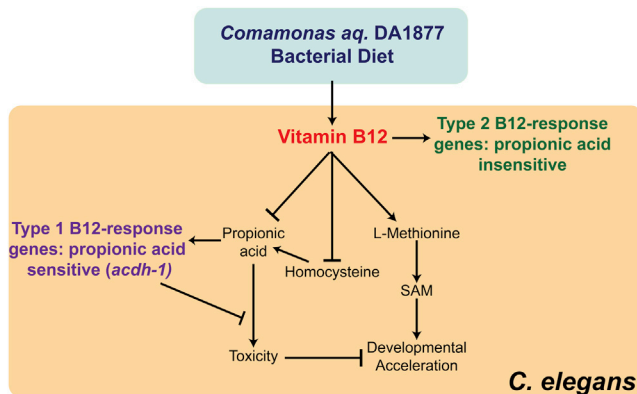 Comamonas aq. DA1877
Bacterial Diet
Vitamin B12
Type 2 B12-response
genes: propionic acid
insensitive
Type 1 B12-response
genes: propionic acid
sensitive (acdh-1)
Propionic
acid
Homocysteine
L-Methionine
SAM
Toxicity
Developmental
Acceleration
C. elegans